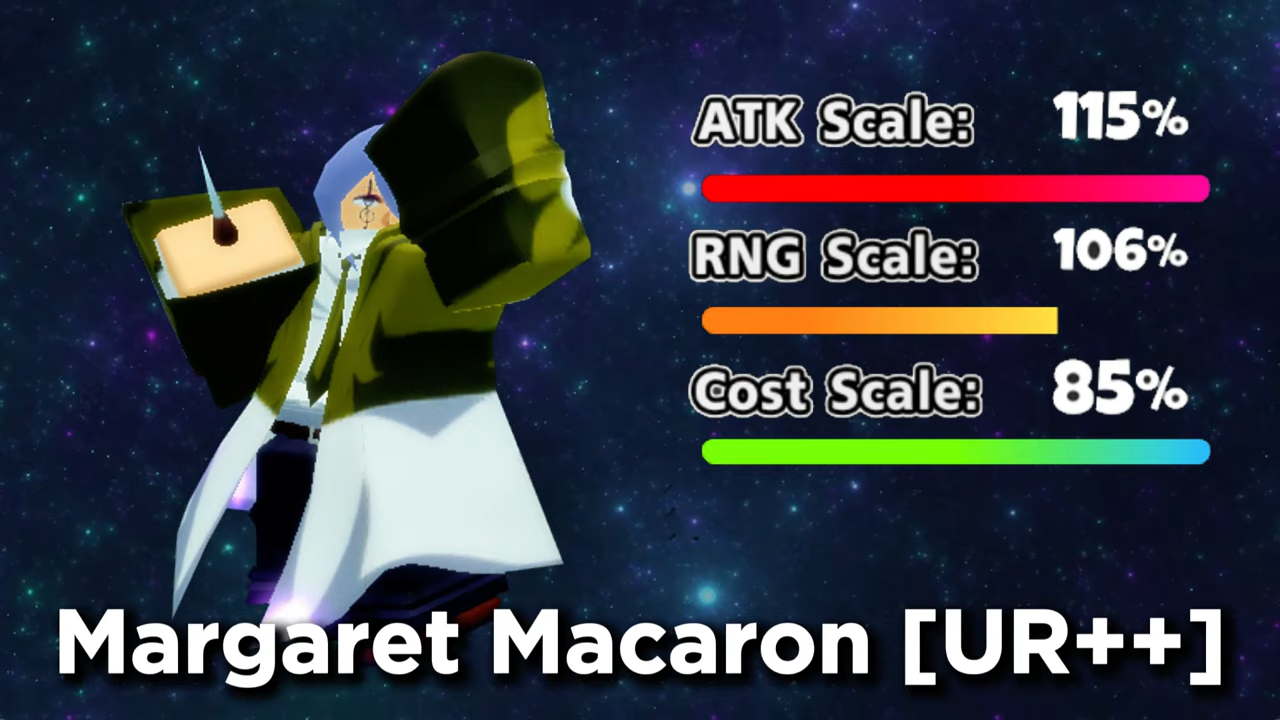 ATK Scale: 115%
RNG Scale: 106%
Cost Scale: 85%
Margaret Macaron [UR++]